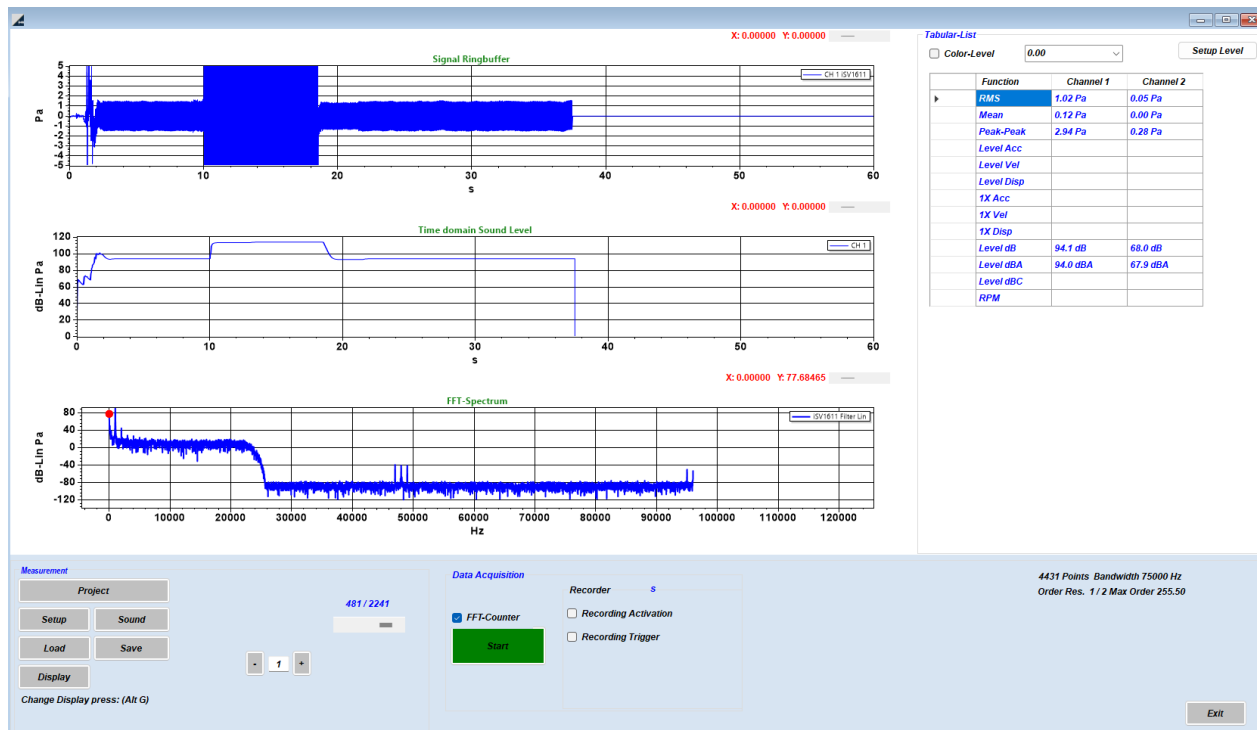 X: 0.00000 Y: 0.00000
Signal Ringbuffer
CH 1 iSV1611
Pa
5
4
3
2
1
0
-1
-2
-3
-4
-5
0 10 20 30 40 50 60
s
X: 0.00000 Y: 0.00000
Time domain Sound Level
CH 1
dB-Lin Pa
120
100
80
60
40
20
0
0 10 20 30 40 50 60
s
X: 0.00000 Y: 77.68465
FFT-Spectrum
iSV1611 Filter Lin
dB-Lin Pa
80
40
0
-40
-80
-120
0 10000 20000 30000 40000 50000 60000 70000 80000 90000 100000 110000 120000
Hz
Tabular-List
Color-Level 0.00 Setup Level
Function Channel 1 Channel 2
RMS 1.02 Pa 0.05 Pa
Mean 0.12 Pa 0.00 Pa
Peak-Peak 2.94 Pa 0.28 Pa
Level Acc
Level Vel
Level Disp
1X Acc
1X Vel
1X Disp
Level dB 94.1 dB 68.0 dB
Level dBA 94.0 dBA 67.9 dBA
Level dBC
RPM
Measurement
Project
Setup Sound
Load Save
Display
Change Display press: (Alt G)
481 / 2241
- 1 +
Data Acquisition
FFT-Counter
Start
Recorder s
Recording Activation
Recording Trigger
4431 Points Bandwidth 75000 Hz
Order Res. 1 / 2 Max Order 255.50
Exit